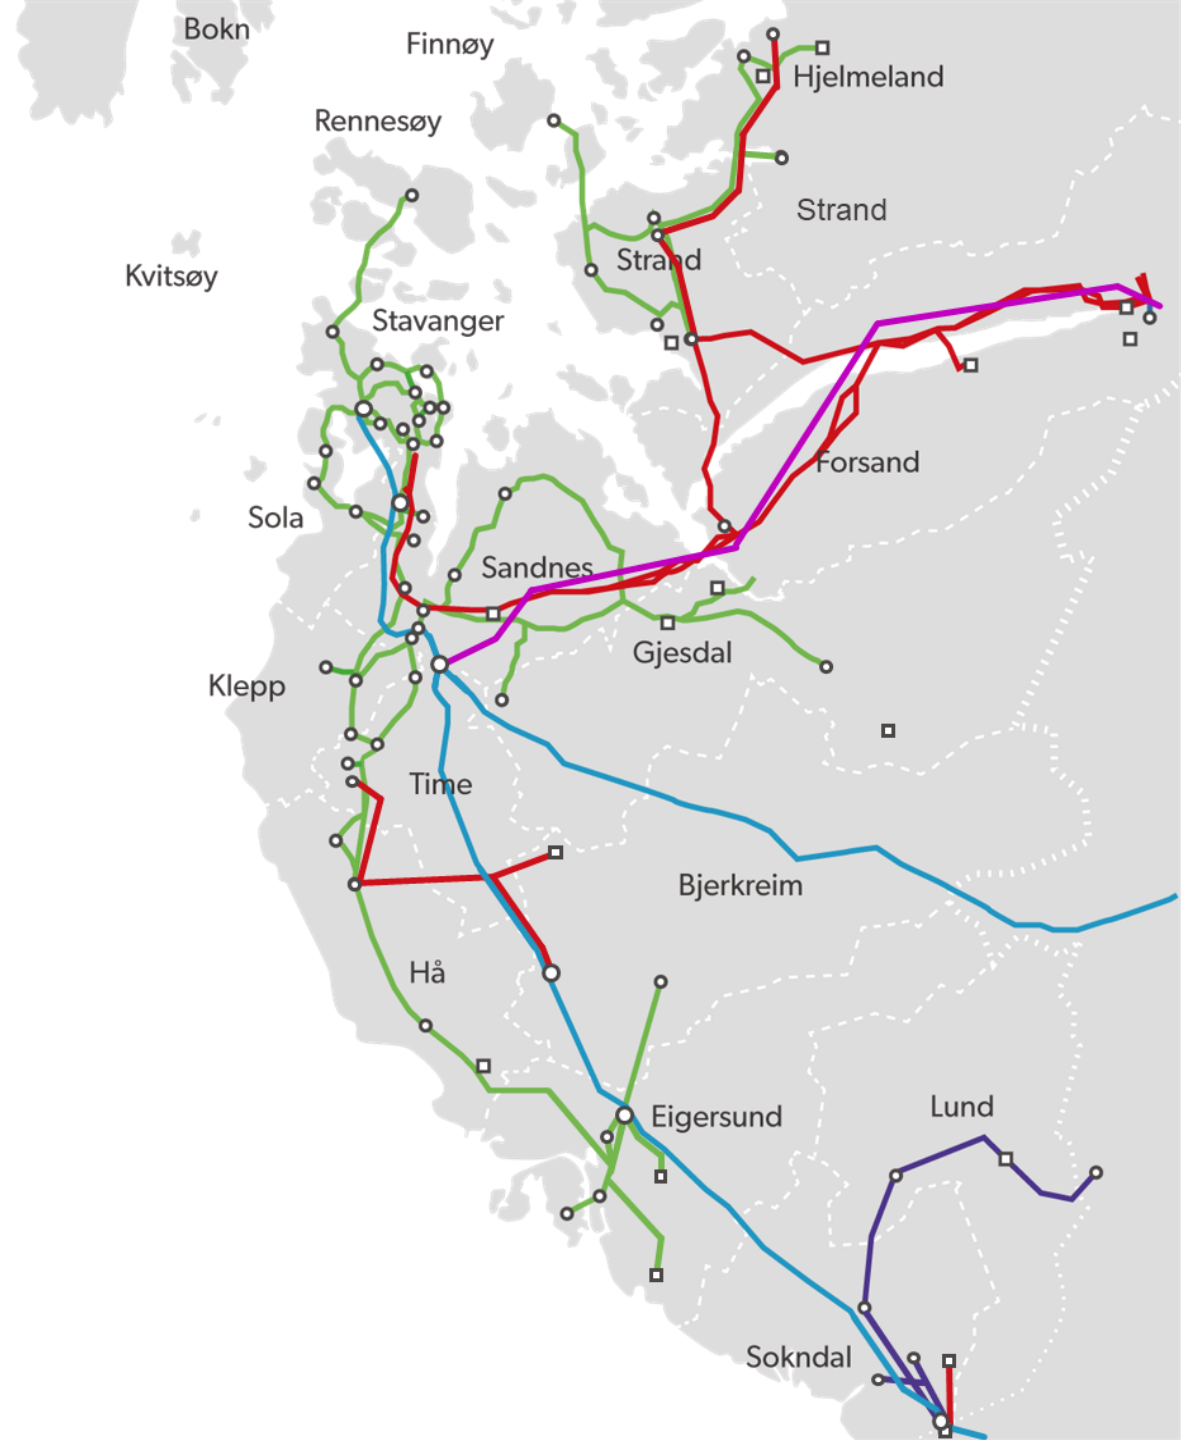 Bokn
Finnøy
Hjelmeland
Rennesøy
Strand
Strand
Kvitsøy
Stavanger
Forsand
Sola
Sandnes
Gjesdal
Klepp
Time
Bjerkreim
Hå
Lund
Eigersund
Sokndal